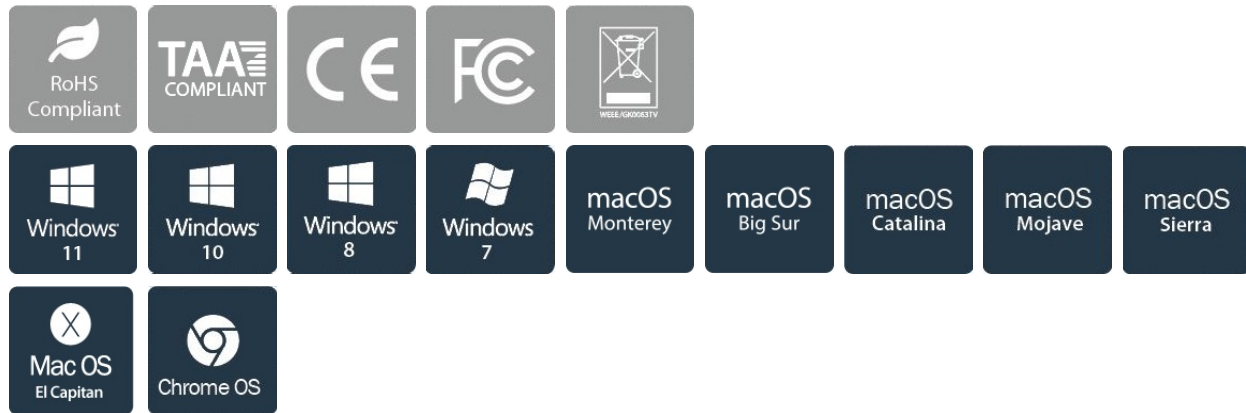 RoHS
Compliant
TAA
COMPLIANT
CE
FC
WEEE/GK0063TV
Windows
11
Windows
10
Windows
8
Windows
7
macOS
Monterey
macOS
Big Sur
macOS
Catalina
macOS
Mojave
macOS
Sierra
X
Mac OS
El Capitan
Chrome OS